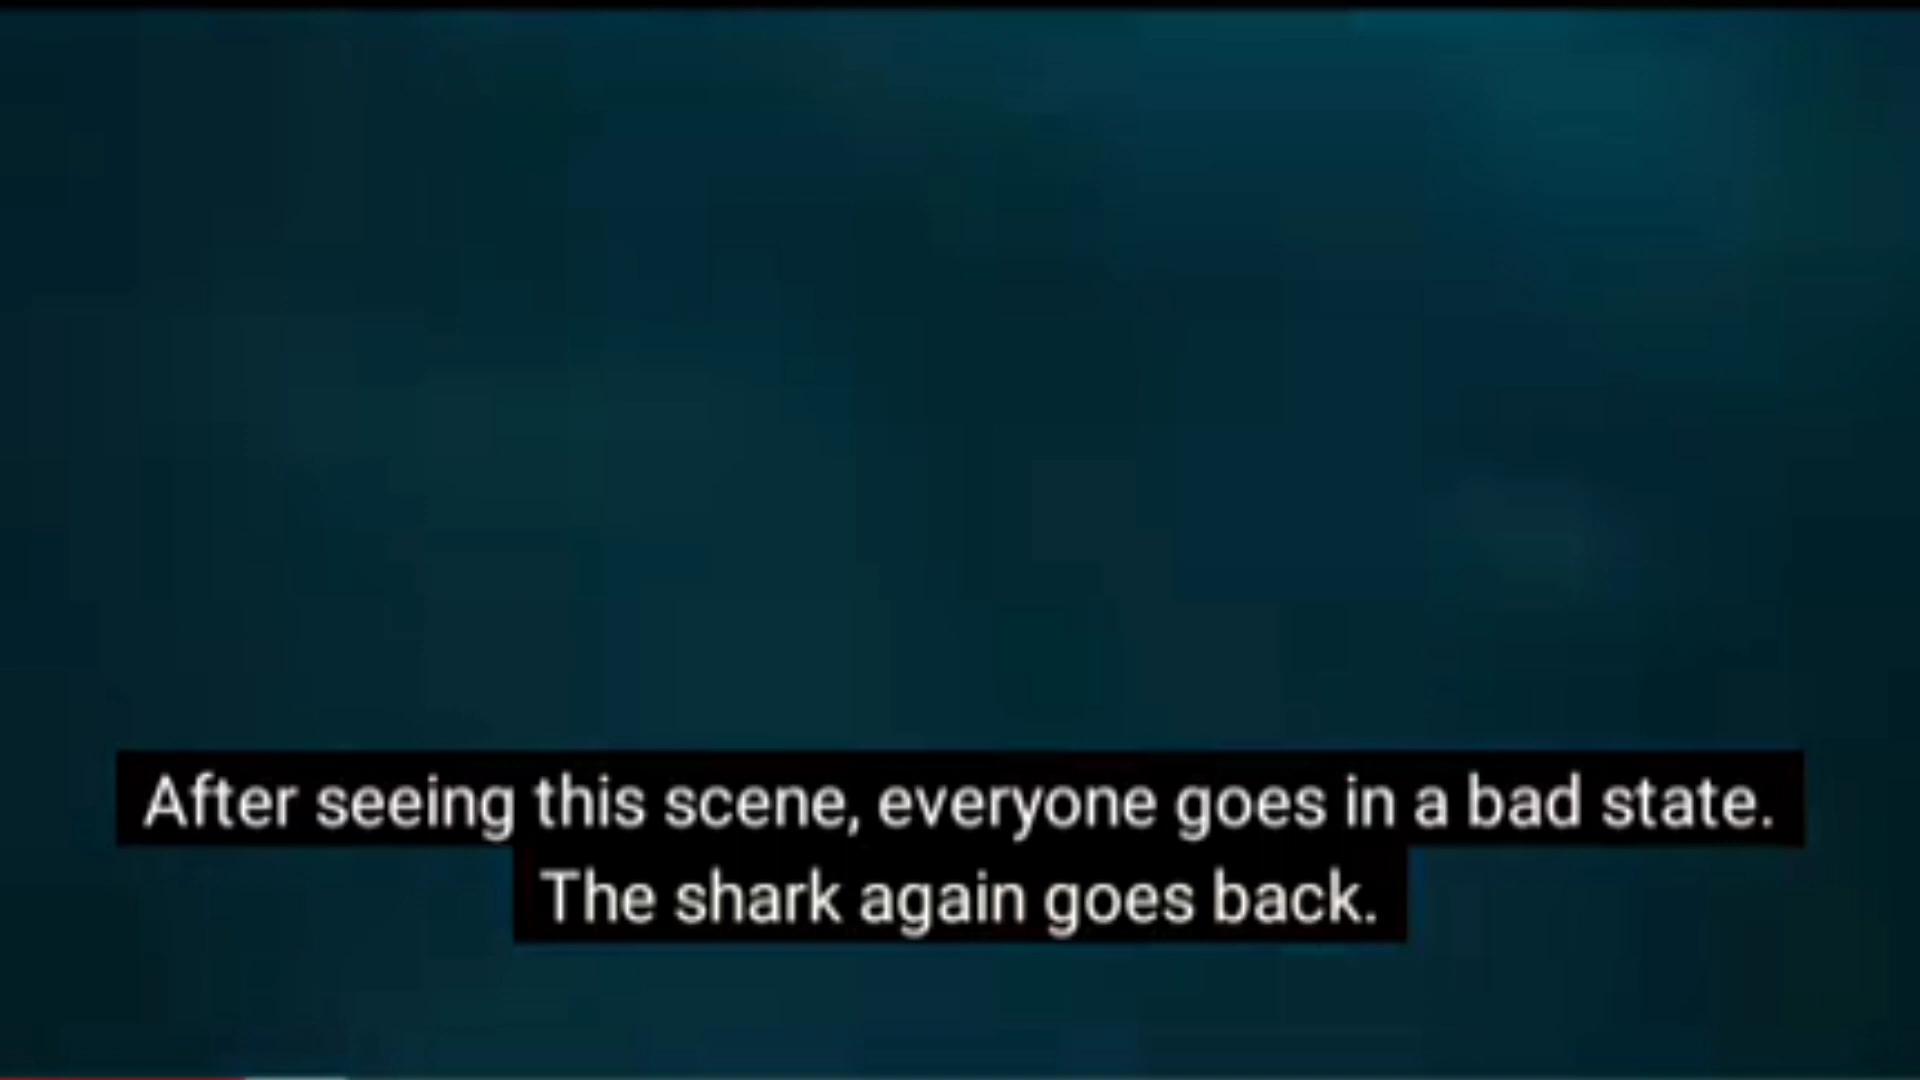 After seeing this scene, everyone goes in a bad state.
The shark again goes back.